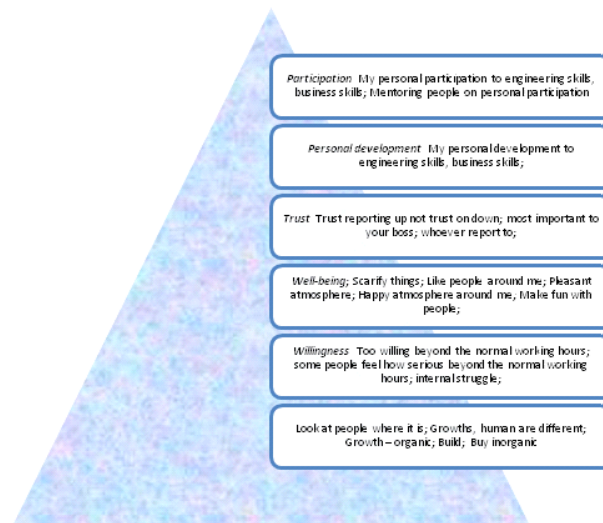 Participation My personal participation to engineering skills,
business skills; Mentoring people on personal participation
Personal development My personal development to
engineering skills, business skills;
Trust Trust reporting up not trust on down; most important to
your boss; whoever report to;
Well-being; Scarify things; Like people around me; Pleasant
atmosphere; Happy atmosphere around me, Make fun with
people;
Willingness Too willing beyond the normal working hours;
some people feel how serious beyond the normal working
hours; internal struggle;
Look at people where it is; Growths, human are different;
Growth – organic; Build; Buy inorganic